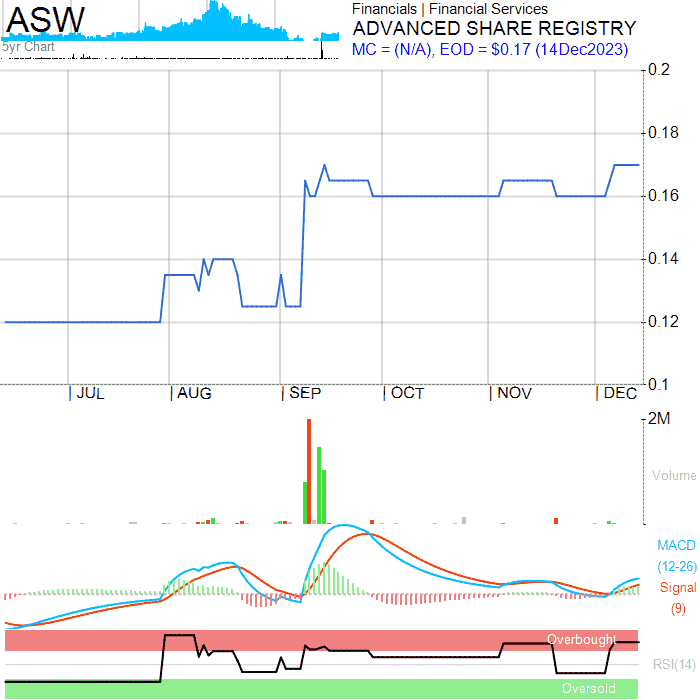 ASW
5yr Chart
Financials | Financial Services
ADVANCED SHARE REGISTRY
MC = (N/A), EOD = $0.17 (14Dec2023)
0.2
0.18
0.16
0.14
0.12
0.1
JUL AUG SEP OCT NOV DEC
2M
Volume
MACD
(12-26)
Signal
(9)
Overbought
RSI(14)
Oversold